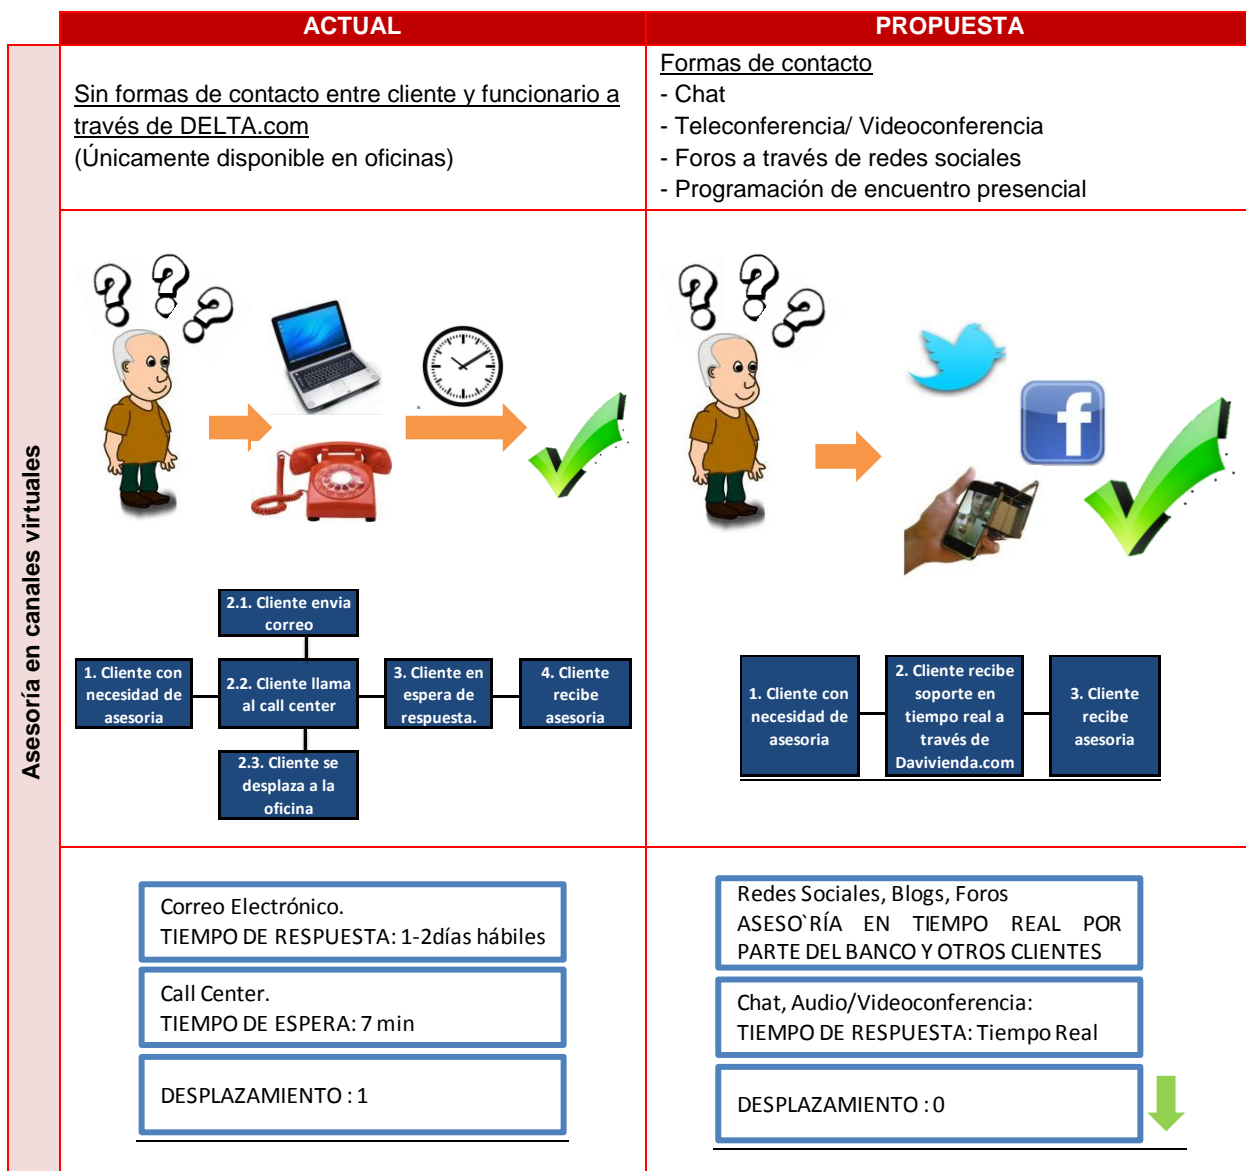 ACTUAL
PROPUESTA
Asesoría en canales virtuales
Sin formas de contacto entre cliente y funcionario a
través de DELTA.com
(Únicamente disponible en oficinas)
Formas de contacto
- Chat
- Teleconferencia/ Videoconferencia
- Foros a través de redes sociales
- Programación de encuentro presencial
2.1. Cliente envia
correo
1. Cliente con
necesidad de
asesoria
2.2. Cliente llama
al call center
3. Cliente en
espera de
respuesta.
4. Cliente
recibe
asesoria
2.3. Cliente se
desplaza a la
oficina
f
1. Cliente con
necesidad de
asesoria
2. Cliente recibe
soporte en
tiempo real a
través de
Davivienda.com
3. Cliente
recibe
asesoria
Correo Electrónico.
TIEMPO DE RESPUESTA: 1-2días hábiles
Call Center.
TIEMPO DE ESPERA: 7 min
DESPLAZAMIENTO : 1
Redes Sociales, Blogs, Foros
ASESO`RÍA EN TIEMPO REAL POR
PARTE DEL BANCO Y OTROS CLIENTES
Chat, Audio/Videoconferencia:
TIEMPO DE RESPUESTA: Tiempo Real
DESPLAZAMIENTO : 0